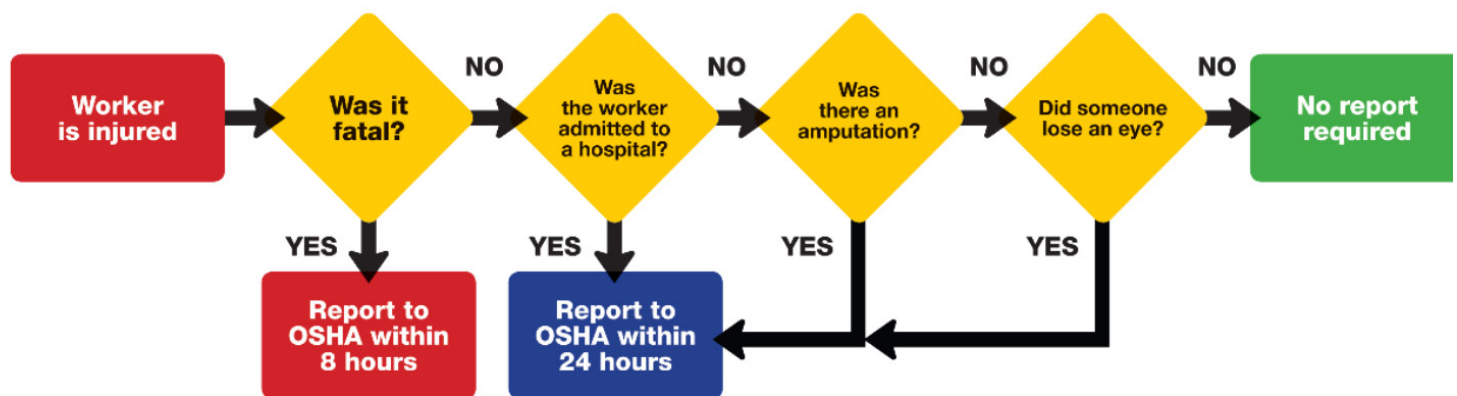 Worker
is injured
Was it
fatal?
NO
Was
the worker
admitted to
a hospital?
NO
Was
there an
amputation?
NO
Did someone
lose an eye?
NO
No report
required
YES
Report to
OSHA within
8 hours
YES
Report to
OSHA within
24 hours
YES
YES